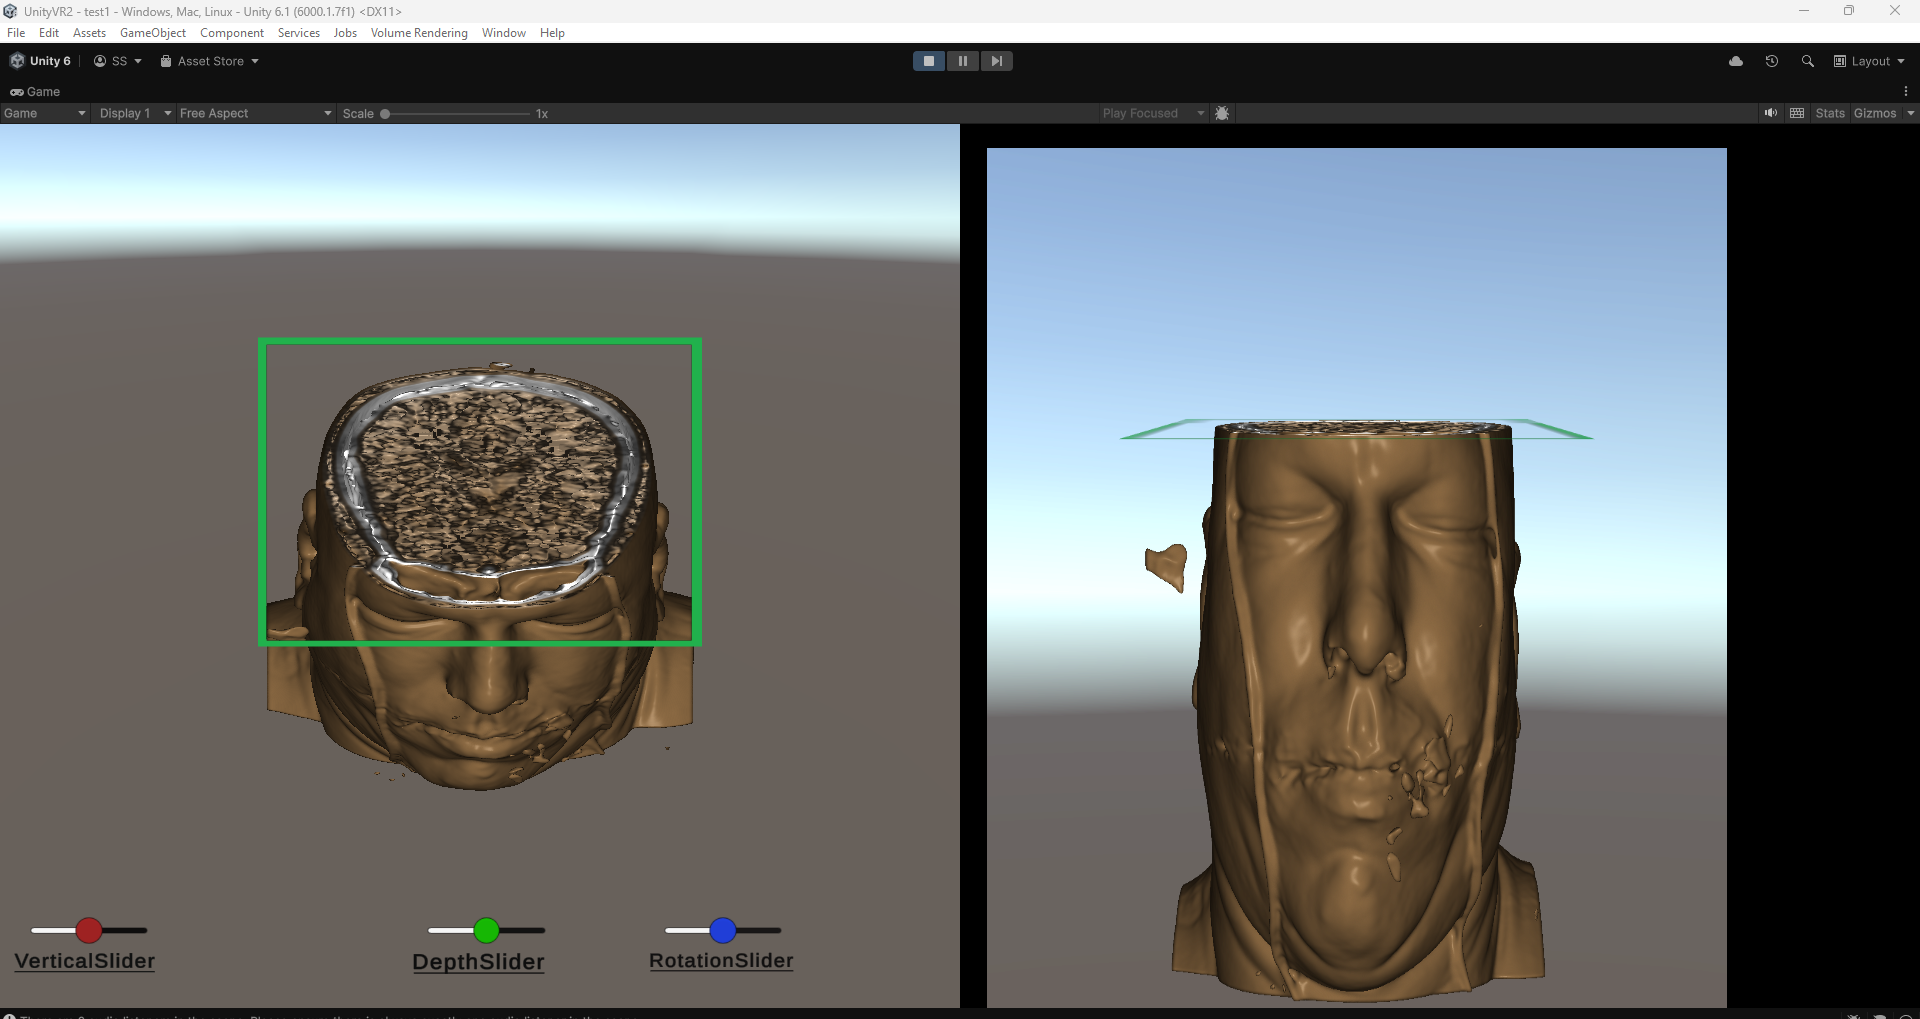 UnityVR2 - test1 - Windows, Mac, Linux - Unity 6.1 (6000.1.7f1) <DX11>
File Edit Assets GameObject Component Services Jobs Volume Rendering Window Help
Unity 6 SS Asset Store Layout
Game
Game Display 1 Free Aspect Scale 1x Play Focused Stats Gizmos
VerticalSlider DepthSlider RotationSlider